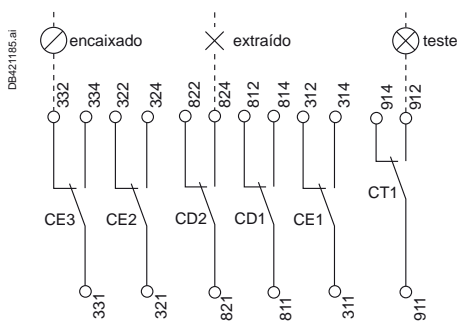 DB421185.ai
encaixado
extraído
teste
332 334 322 324 822 824 812 814 312 314 914 912
CE3 CE2 CD2 CD1 CE1 CT1
331 321 821 811 311 911